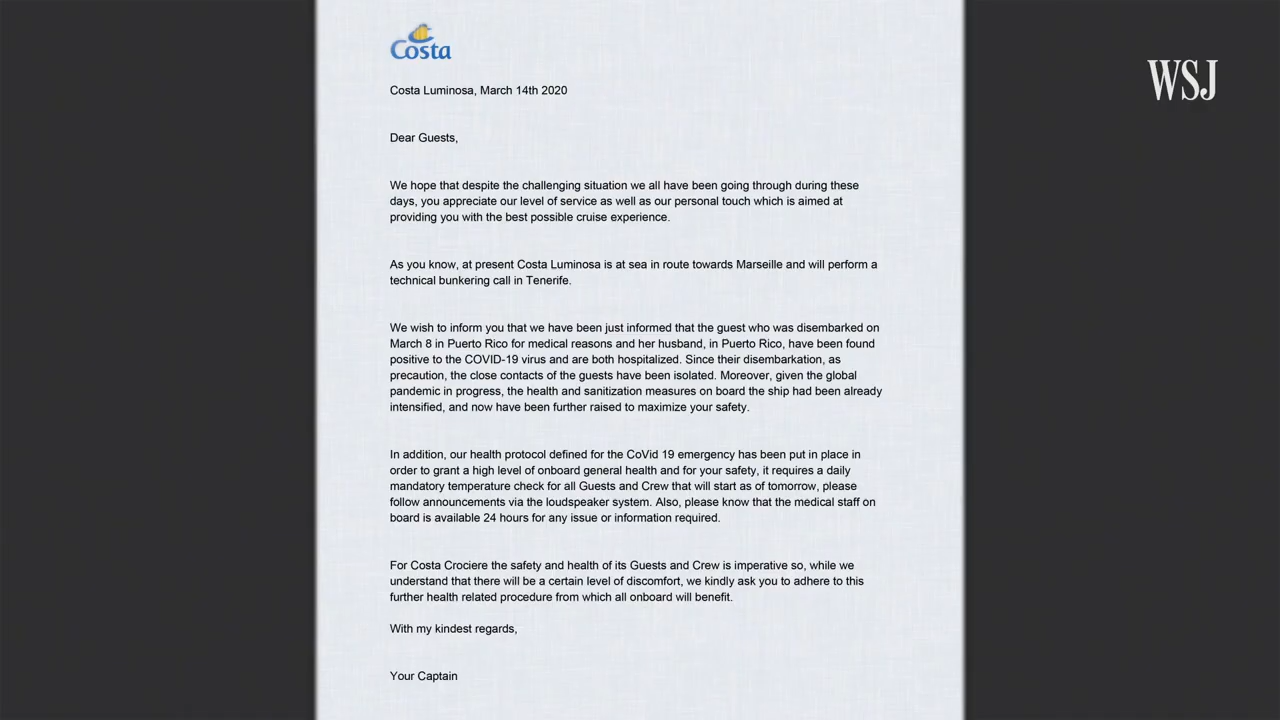 Costa
WSJ
Costa Luminosa, March 14th 2020
Dear Guests,
We hope that despite the challenging situation we all have been going through during these
days, you appreciate our level of service as well as our personal touch which is aimed at
providing you with the best possible cruise experience.
As you know, at present Costa Luminosa is at sea in route towards Marseille and will perform a
technical bunkering call in Tenerife.
We wish to inform you that we have been just informed that the guest who was disembarked on
March 8 in Puerto Rico for medical reasons and her husband, in Puerto Rico, have been found
positive to the COVID-19 virus and are both hospitalized. Since their disembarkation, as
precaution, the close contacts of the guests have been isolated. Moreover, given the global
pandemic in progress, the health and sanitization measures on board the ship had been already
intensified, and now have been further raised to maximize your safety.
In addition, our health protocol defined for the CoVid 19 emergency has been put in place in
order to grant a high level of onboard general health and for your safety, it requires a daily
mandatory temperature check for all Guests and Crew that will start as of tomorrow, please
follow announcements via the loudspeaker system. Also, please know that the medical staff on
board is available 24 hours for any issue or information required.
For Costa Crociere the safety and health of its Guests and Crew is imperative so, while we
understand that there will be a certain level of discomfort, we kindly ask you to adhere to this
further health related procedure from which all onboard will benefit.
With my kindest regards,
Your Captain